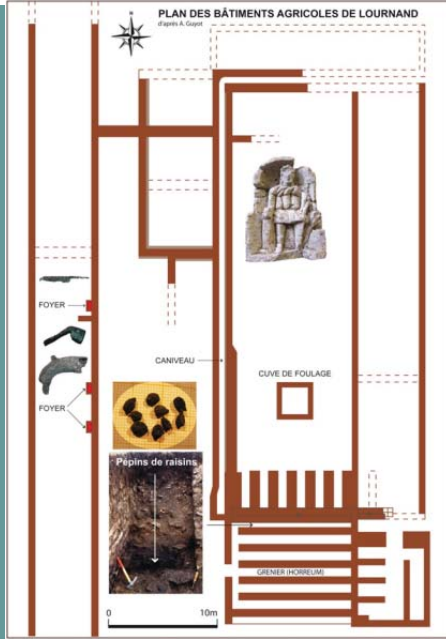 PLAN DES BÂTIMENTS AGRICOLES DE LOURNAND
d'après A. Guyot
N
FOYER
CANIVEAU
CUVE DE FOULAGE
FOYER
Pépins de raisins
GRENIER (HORREUM)
0 10m